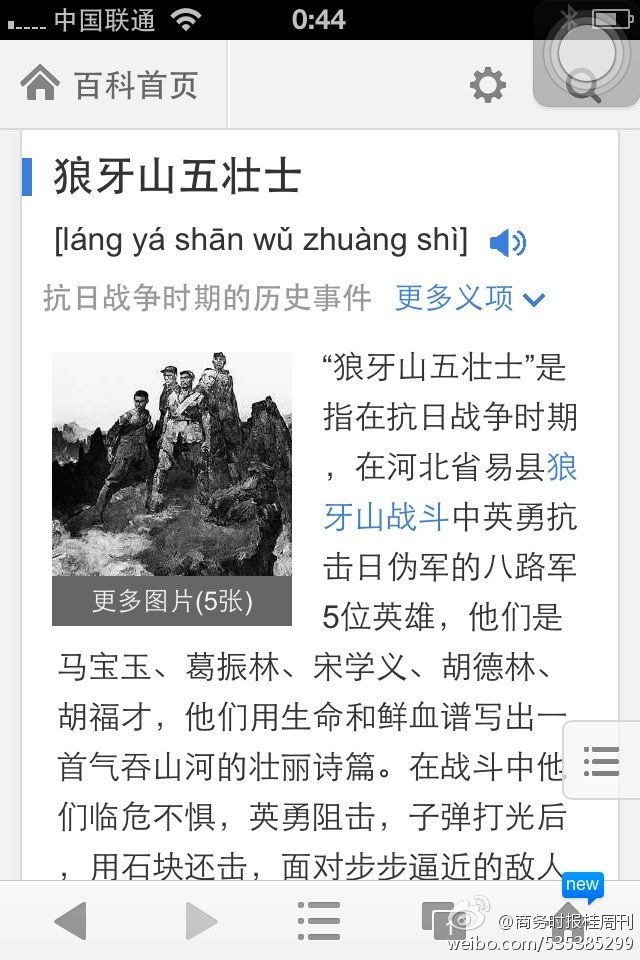 中国联通 0:44
百科首页
狼牙山五壮士
[láng yá shān wǔ zhuàng shì]
抗日战争时期的历史事件 更多义项
“狼牙山五壮士”是
指在抗日战争时期
，在河北省易县狼
牙山战斗中英勇抗
击日伪军的八路军
5位英雄，他们是
更多图片(5张)
马宝玉、葛振林、宋学义、胡德林、
胡福才，他们用生命和鲜血谱写出一
首气吞山河的壮丽诗篇。在战斗中他
们临危不惧，英勇阻击，子弹打光后
，用石块还击，面对步步逼近的敌人
new
@商务时报桂周刊
weibo.com/535385299